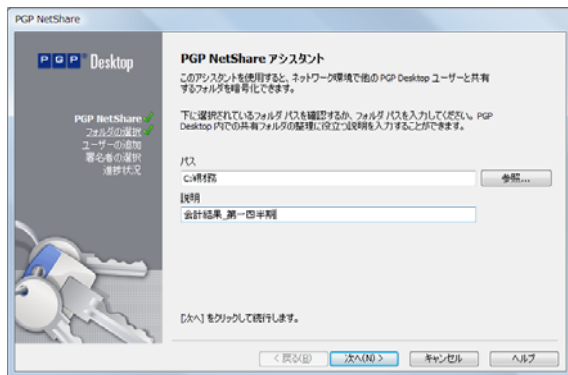 PGP NetShare
PGP Desktop
PGP NetShare
フォルダの選択
ユーザーの追加
署名者の選択
進捗状況
PGP NetShare アシスタント
このアシスタントを使用すると、ネットワーク環境で他の PGP Desktop ユーザーと共有
するフォルダを暗号化できます。
下に選択されているフォルダ パスを確認するか、フォルダ パスを入力してください。PGP
Desktop 内での共有フォルダの整理に役立つ説明を入力することができます。
パス
C:\財務
参照...
説明
会計結果_第一四半期
[次へ] をクリックして続行します。
< 戻る(B)
次へ(N) >
キャンセル
ヘルプ